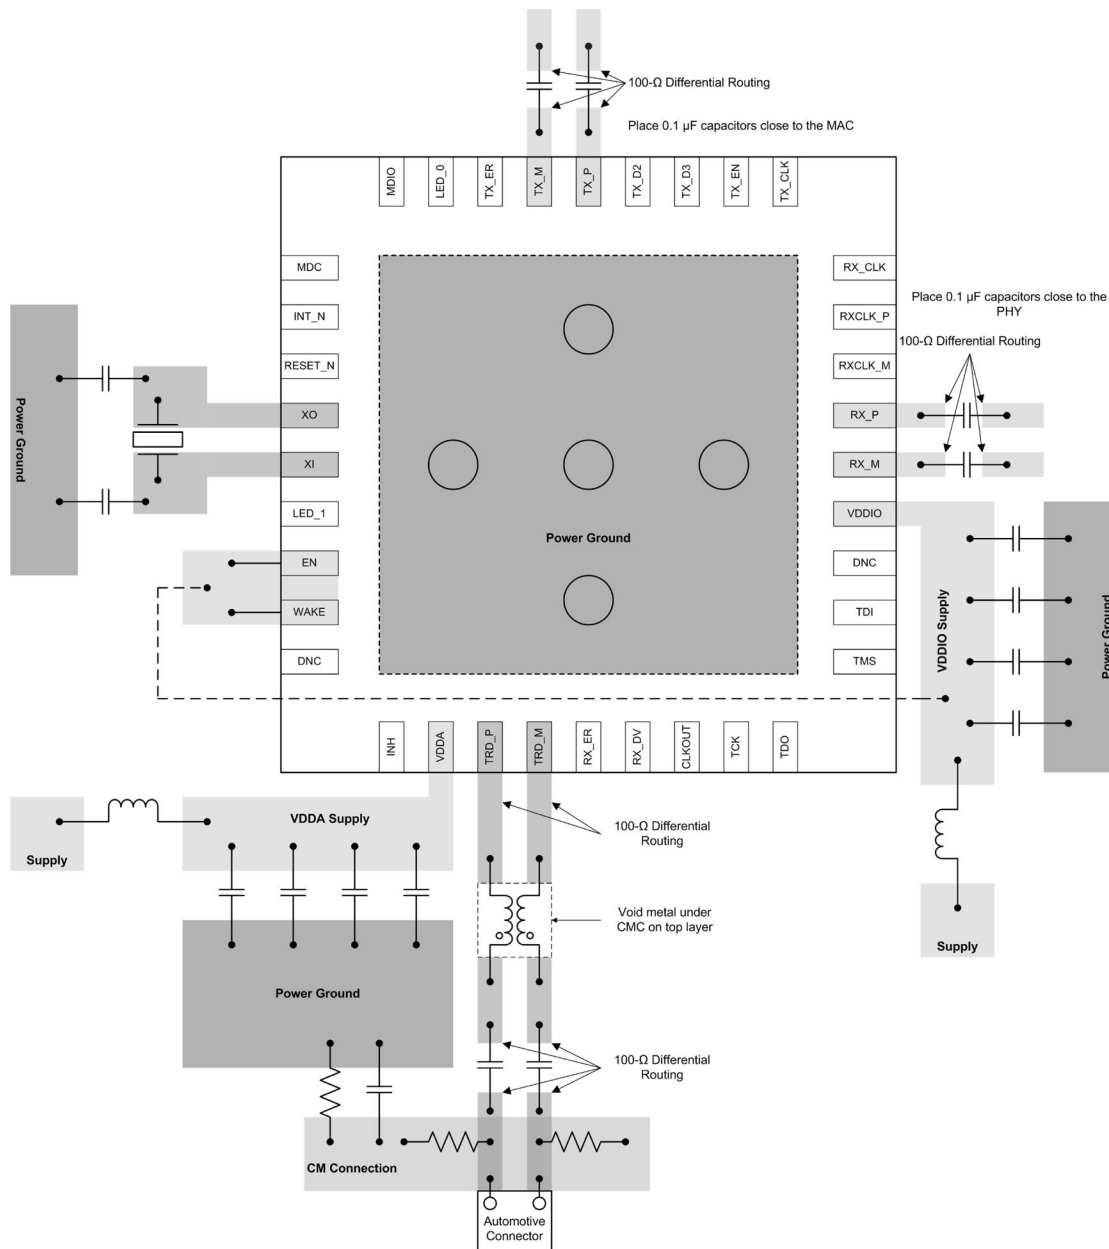 100-Ω Differential Routing
Place 0.1 µF capacitors close to the MAC
MDIO
LED_0
TX_ER
TX_M
TX_P
TX_D2
TX_D3
TX_EN
TX_CLK
MDC
INT_N
RESET_N
XO
XI
LED_1
EN
WAKE
DNC
Power Ground
Power Ground
RX_CLK
RXCLK_P
RXCLK_M
RX_P
RX_M
VDDIO
DNC
TDI
TMS
Place 0.1 µF capacitors close to the
PHY
100-Ω Differential Routing
VDDIO Supply
Power Ground
INH
VDDA
TRD_P
TRD_M
RX_ER
RX_DV
CLKOUT
TCK
TDO
Supply
VDDA Supply
100-Ω Differential
Routing
Void metal under
CMC on top layer
Supply
Power Ground
100-Ω Differential
Routing
CM Connection
Automotive
Connector